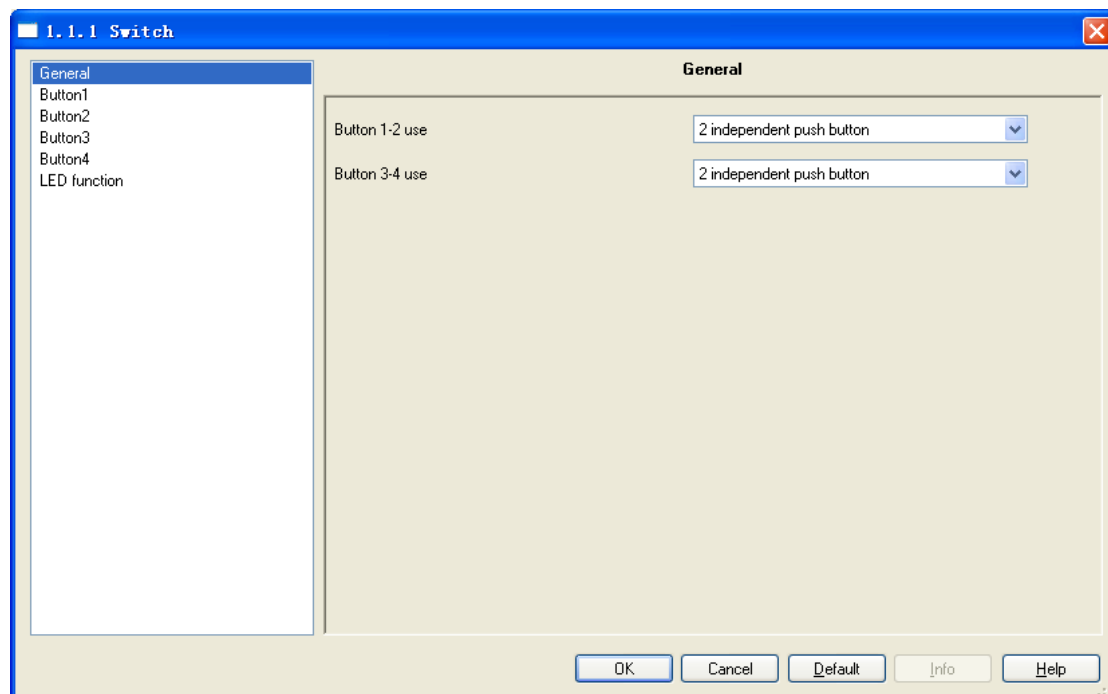 1.1.1 Switch
General
Button1
Button2
Button3
Button4
LED function
General
Button 1-2 use
2 independent push button
Button 3-4 use
2 independent push button
OK Cancel Default Info Help